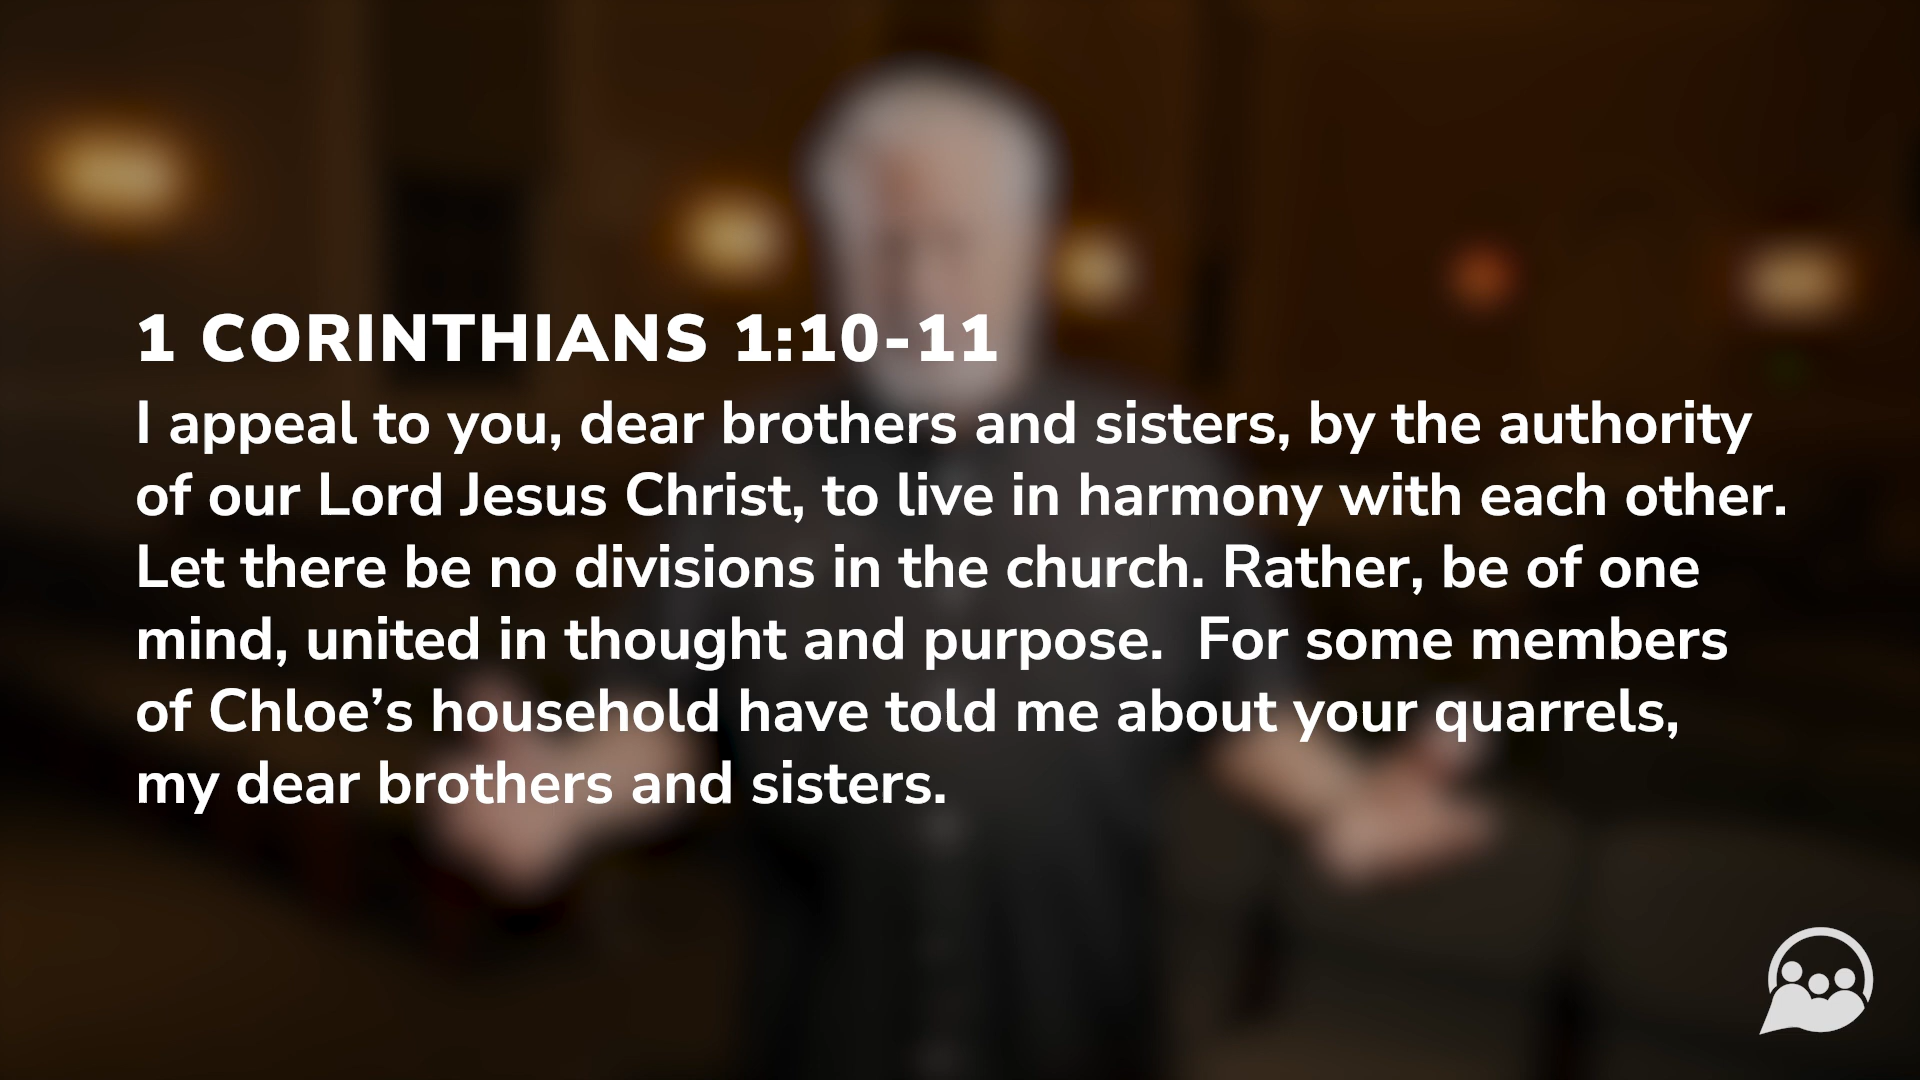 1 CORINTHIANS 1:10-11
I appeal to you, dear brothers and sisters, by the authority
of our Lord Jesus Christ, to live in harmony with each other.
Let there be no divisions in the church. Rather, be of one
mind, united in thought and purpose.  For some members
of Chloe’s household have told me about your quarrels,
my dear brothers and sisters.